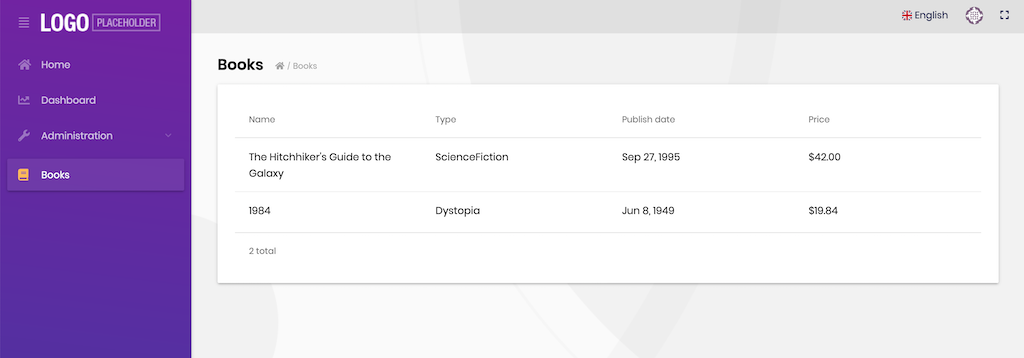 LOGO PLACEHOLDER
English
Home
Dashboard
Administration
Books
Books / Books
Name Type Publish date Price
The Hitchhiker's Guide to the Galaxy ScienceFiction Sep 27, 1995 $42.00
1984 Dystopia Jun 8, 1949 $19.84
2 total